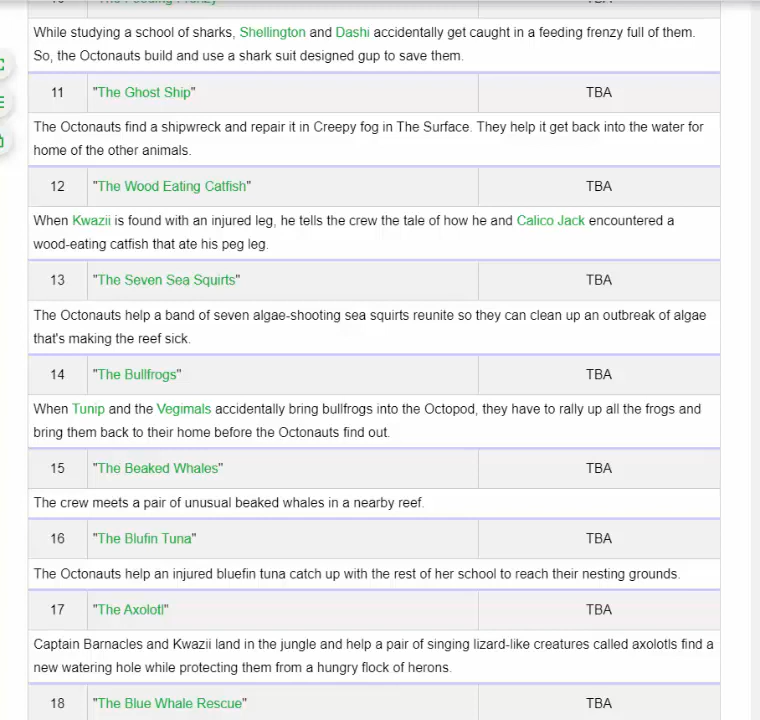 10 "The Feeding Frenzy" TBA
While studying a school of sharks, Shellington and Dashi accidentally get caught in a feeding frenzy full of them.
So, the Octonauts build and use a shark suit designed gup to save them.
11 "The Ghost Ship" TBA
The Octonauts find a shipwreck and repair it in Creepy fog in The Surface. They help it get back into the water for
home of the other animals.
12 "The Wood Eating Catfish" TBA
When Kwazii is found with an injured leg, he tells the crew the tale of how he and Calico Jack encountered a
wood-eating catfish that ate his peg leg.
13 "The Seven Sea Squirts" TBA
The Octonauts help a band of seven algae-shooting sea squirts reunite so they can clean up an outbreak of algae
that's making the reef sick.
14 "The Bullfrogs" TBA
When Tunip and the Vegimals accidentally bring bullfrogs into the Octopod, they have to rally up all the frogs and
bring them back to their home before the Octonauts find out.
15 "The Beaked Whales" TBA
The crew meets a pair of unusual beaked whales in a nearby reef.
16 "The Blufin Tuna" TBA
The Octonauts help an injured bluefin tuna catch up with the rest of her school to reach their nesting grounds.
17 "The Axolotl" TBA
Captain Barnacles and Kwazii land in the jungle and help a pair of singing lizard-like creatures called axolotls find a
new watering hole while protecting them from a hungry flock of herons.
18 "The Blue Whale Rescue" TBA